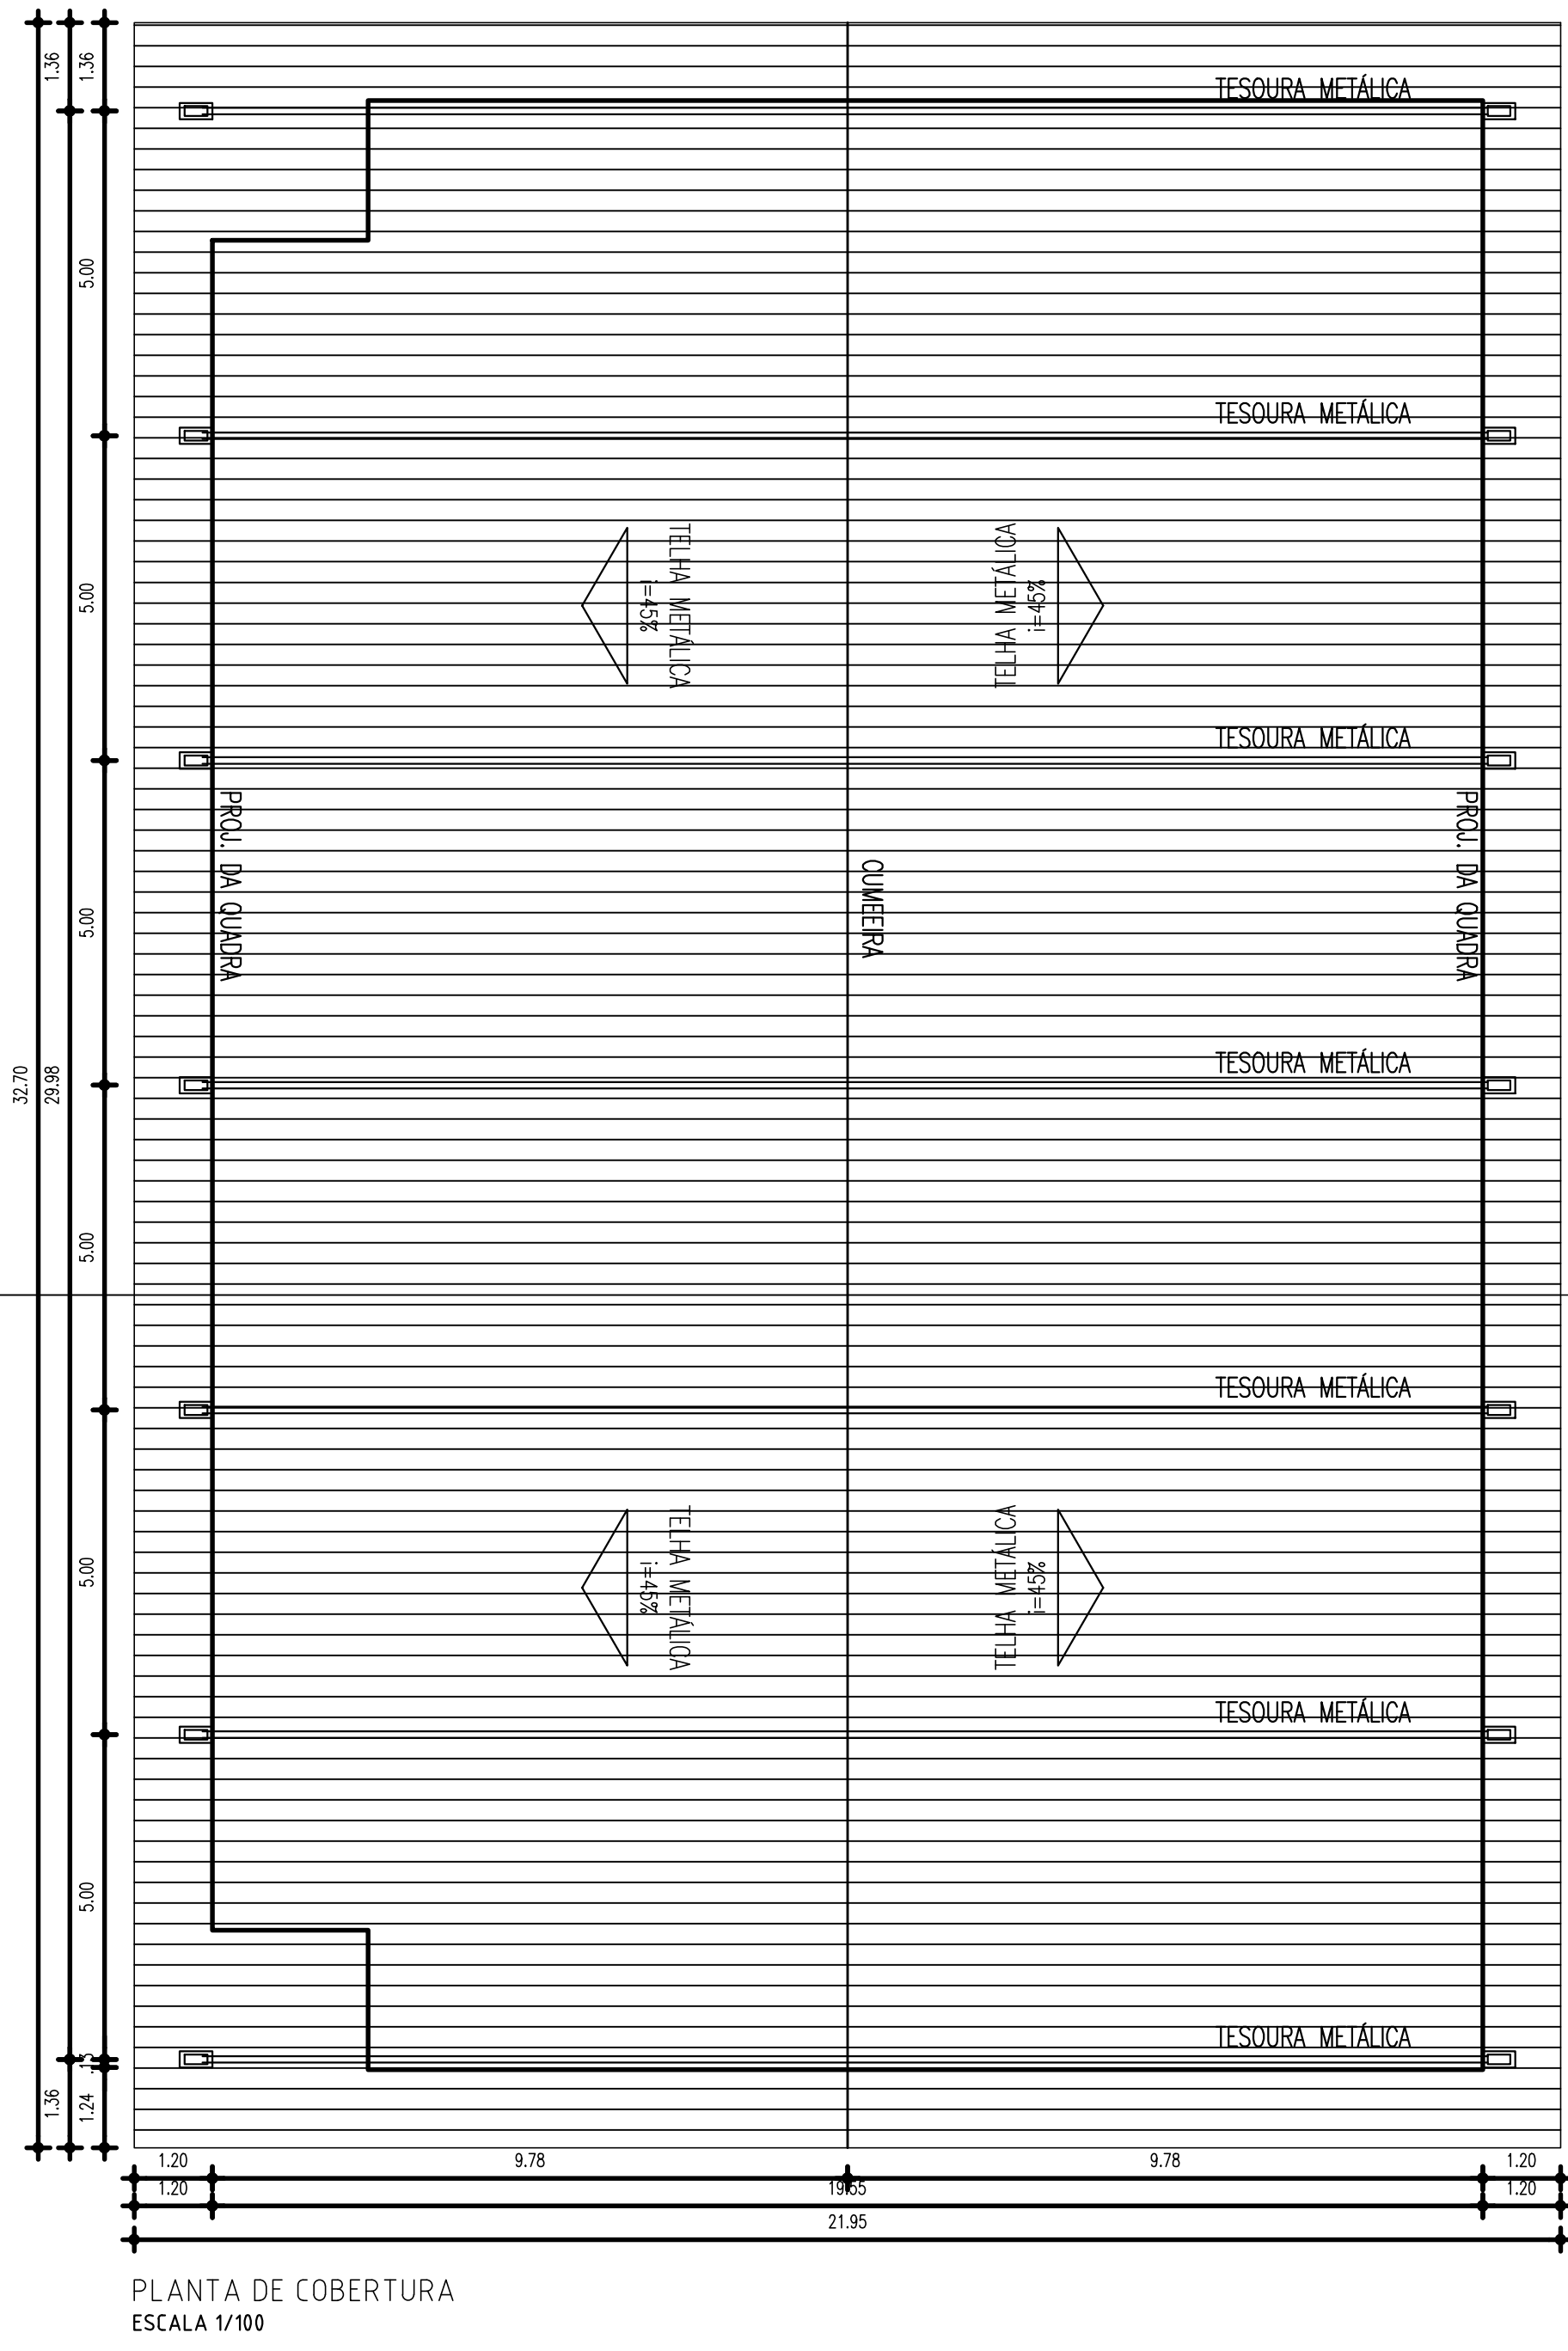 1.36
1.36
TESOURA METÁLICA
5.00
TESOURA METÁLICA
TELHA METÁLICA
i=45%
TELHA METÁLICA
i=45%
5.00
TESOURA METÁLICA
PROJ. DA QUADRA
CUMEEIRA
PROJ. DA QUADRA
5.00
32.70
29.98
TESOURA METÁLICA
5.00
TESOURA METÁLICA
TELHA METÁLICA
i=45%
TELHA METÁLICA
i=45%
5.00
TESOURA METÁLICA
5.00
TESOURA METÁLICA
.13
1.36
1.24
1.20
9.78
9.78
1.20
1.20
19.55
1.20
21.95
PLANTA DE COBERTURA
ESCALA 1/100